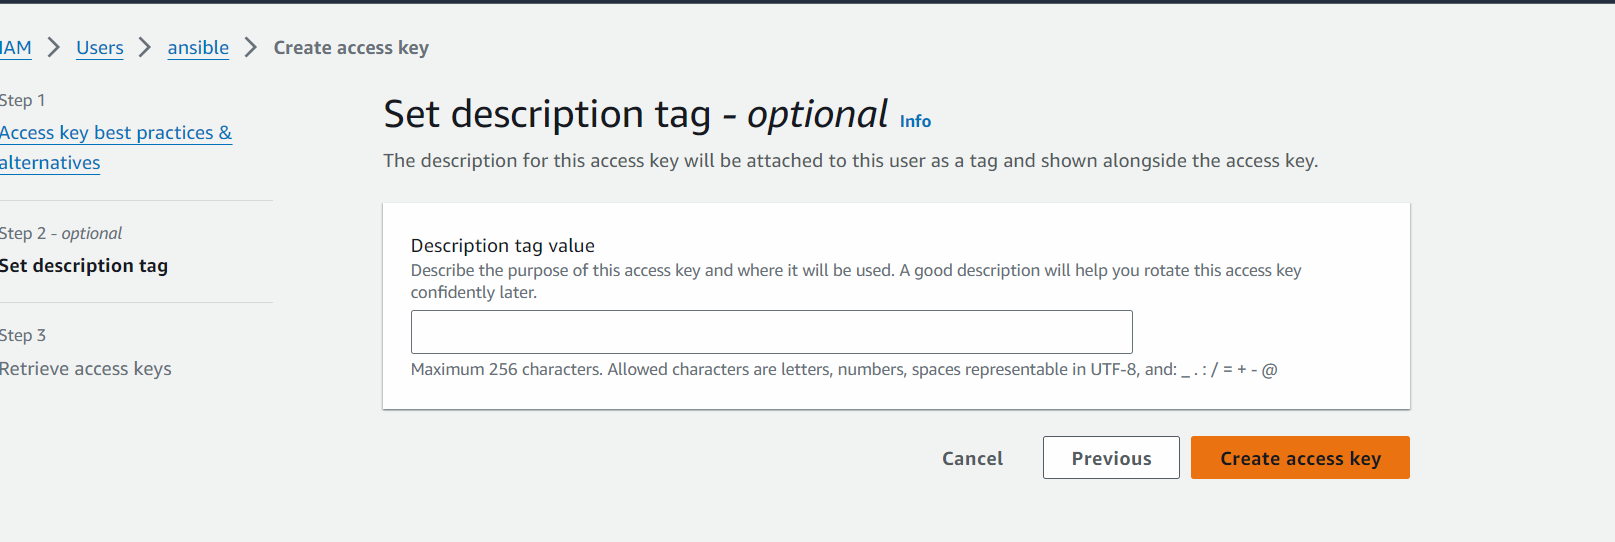 IAM > Users > ansible > Create access key
Step 1
Access key best practices &
alternatives
Step 2 - optional
Set description tag
Step 3
Retrieve access keys
Set description tag - optional Info
The description for this access key will be attached to this user as a tag and shown alongside the access key.
Description tag value
Describe the purpose of this access key and where it will be used. A good description will help you rotate this access key
confidently later.
Maximum 256 characters. Allowed characters are letters, numbers, spaces representable in UTF-8, and: _ . : / = + - @
Cancel Previous Create access key